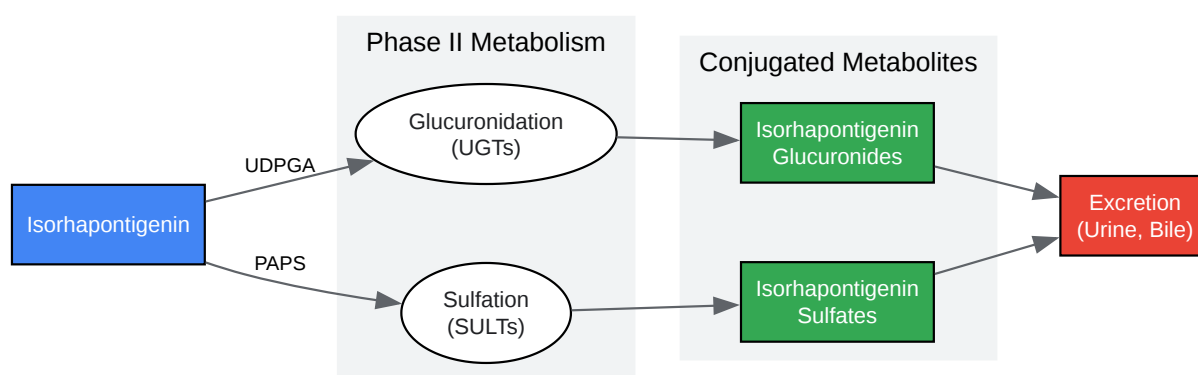 Phase II Metabolism
Conjugated Metabolites
Glucuronidation
(UGTs)
Isorhapontigenin
Glucuronides
UDPGA
Isorhapontigenin
Excretion
(Urine, Bile)
PAPS
Sulfation
(SULTs)
Isorhapontigenin
Sulfates